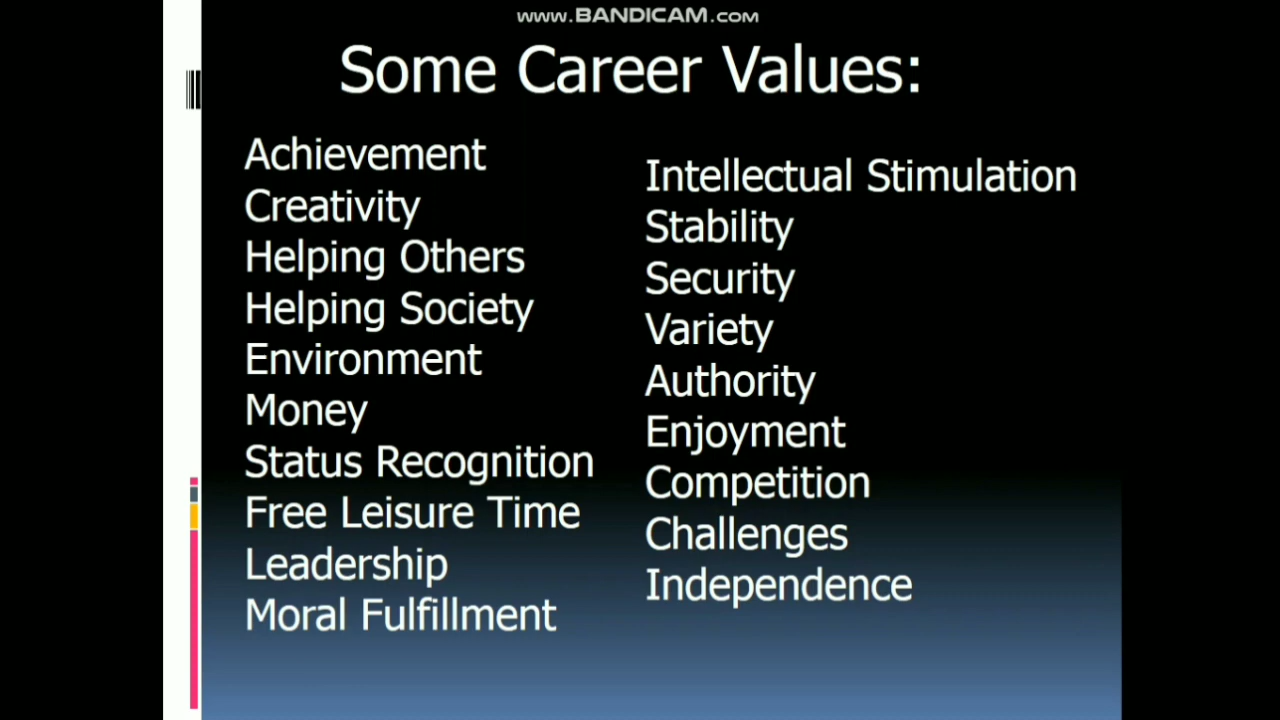 www.BANDICAM.com
Some Career Values:
Achievement
Creativity
Helping Others
Helping Society
Environment
Money
Status Recognition
Free Leisure Time
Leadership
Moral Fulfillment
Intellectual Stimulation
Stability
Security
Variety
Authority
Enjoyment
Competition
Challenges
Independence